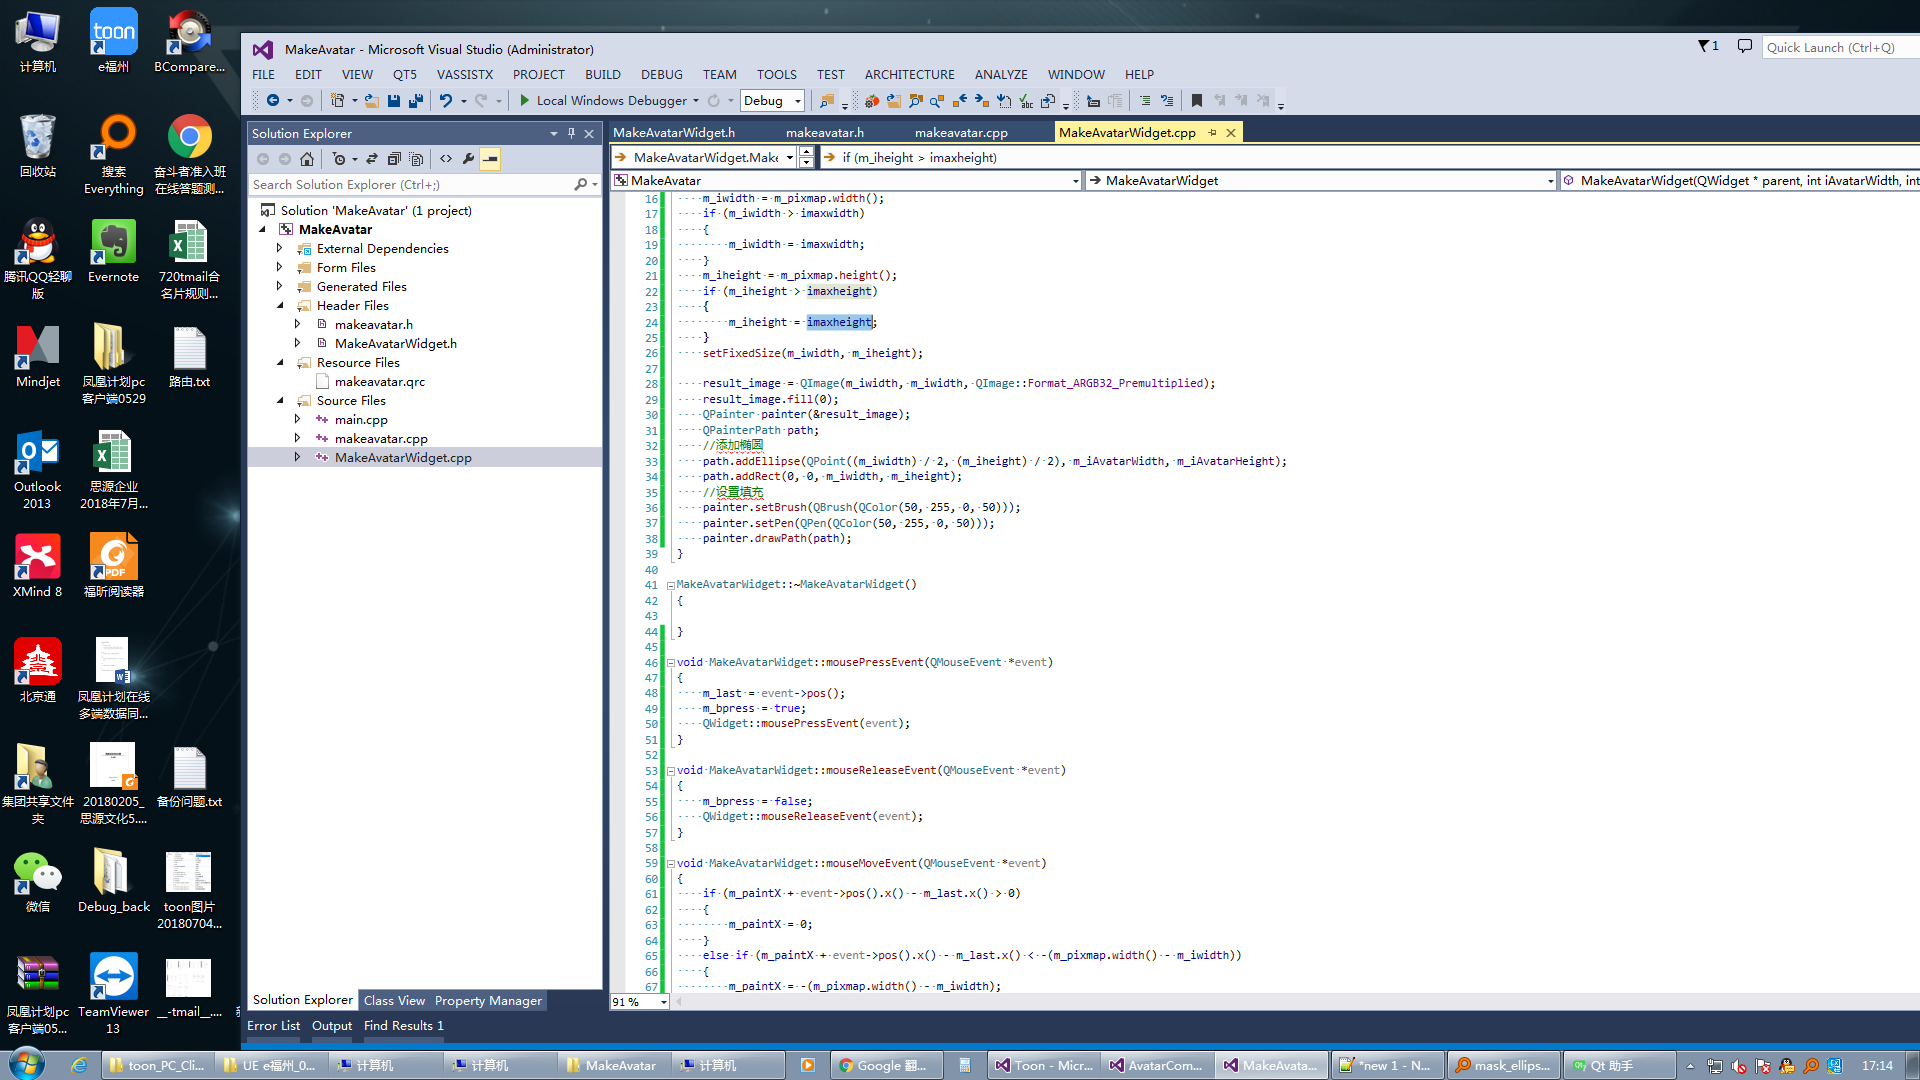 计算机
e福州
BCompare...
回收站
搜索
Everything
奋斗者准入班
在线答题测...
腾讯QQ轻聊
版
Evernote
720tmail合
名片规则...
Mindjet
凤凰计划pc
客户端0529
路由.txt
Outlook
2013
思源企业
2018年7月...
XMind 8
福昕阅读器
北京通
凤凰计划在线
多端数据同...
集团共享文件
夹
20180205_
思源文化5....
备份问题.txt
微信
Debug_back
toon图片
20180704...
凤凰计划pc
客户端05...
TeamViewer
13
__-tmail__....
MakeAvatar - Microsoft Visual Studio (Administrator)
1
Quick Launch (Ctrl+Q)
FILE EDIT VIEW QT5 VASSISTX PROJECT BUILD DEBUG TEAM TOOLS TEST ARCHITECTURE ANALYZE WINDOW HELP
Local Windows Debugger
Debug
Solution Explorer
Search Solution Explorer (Ctrl+;)
Solution 'MakeAvatar' (1 project)
MakeAvatar
External Dependencies
Form Files
Generated Files
Header Files
makeavatar.h
MakeAvatarWidget.h
Resource Files
makeavatar.qrc
Source Files
main.cpp
makeavatar.cpp
MakeAvatarWidget.cpp
Solution Explorer Class View Property Manager
MakeAvatarWidget.h makeavatar.h makeavatar.cpp MakeAvatarWidget.cpp
MakeAvatarWidget.Make if (m_iheight > imaxheight)
MakeAvatar MakeAvatarWidget MakeAvatarWidget(QWidget * parent, int iAvatarWidth, int
16 m_iwidth = m_pixmap.width();
17 if (m_iwidth > imaxwidth)
18 {
19 m_iwidth = imaxwidth;
20 }
21 m_iheight = m_pixmap.height();
22 if (m_iheight > imaxheight)
23 {
24 m_iheight = imaxheight;
25 }
26 setFixedSize(m_iwidth, m_iheight);
27
28 result_image = QImage(m_iwidth, m_iwidth, QImage::Format_ARGB32_Premultiplied);
29 result_image.fill(0);
30 QPainter painter(&result_image);
31 QPainterPath path;
32 //添加椭圆
33 path.addEllipse(QPoint((m_iwidth) / 2, (m_iheight) / 2), m_iAvatarWidth, m_iAvatarHeight);
34 path.addRect(0, 0, m_iwidth, m_iheight);
35 //设置填充
36 painter.setBrush(QBrush(QColor(50, 255, 0, 50)));
37 painter.setPen(QPen(QColor(50, 255, 0, 50)));
38 painter.drawPath(path);
39 }
40
41 MakeAvatarWidget::~MakeAvatarWidget()
42 {
43
44 }
45
46 void MakeAvatarWidget::mousePressEvent(QMouseEvent *event)
47 {
48 m_last = event->pos();
49 m_bpress = true;
50 QWidget::mousePressEvent(event);
51 }
52
53 void MakeAvatarWidget::mouseReleaseEvent(QMouseEvent *event)
54 {
55 m_bpress = false;
56 QWidget::mouseReleaseEvent(event);
57 }
58
59 void MakeAvatarWidget::mouseMoveEvent(QMouseEvent *event)
60 {
61 if (m_paintX + event->pos().x() - m_last.x() > 0)
62 {
63 m_paintX = 0;
64 }
65 else if (m_paintX + event->pos().x() - m_last.x() < -(m_pixmap.width() - m_iwidth))
66 {
67 m_paintX = -(m_pixmap.width() - m_iwidth);
91 %
Error List Output Find Results 1
toon_PC_Cli...
UE e福州_0...
计算机
计算机
MakeAvatar
计算机
Google 翻...
Toon - Micr...
AvatarCom...
MakeAvata...
*new 1 - N...
mask_ellips...
Qt 助手
17:14